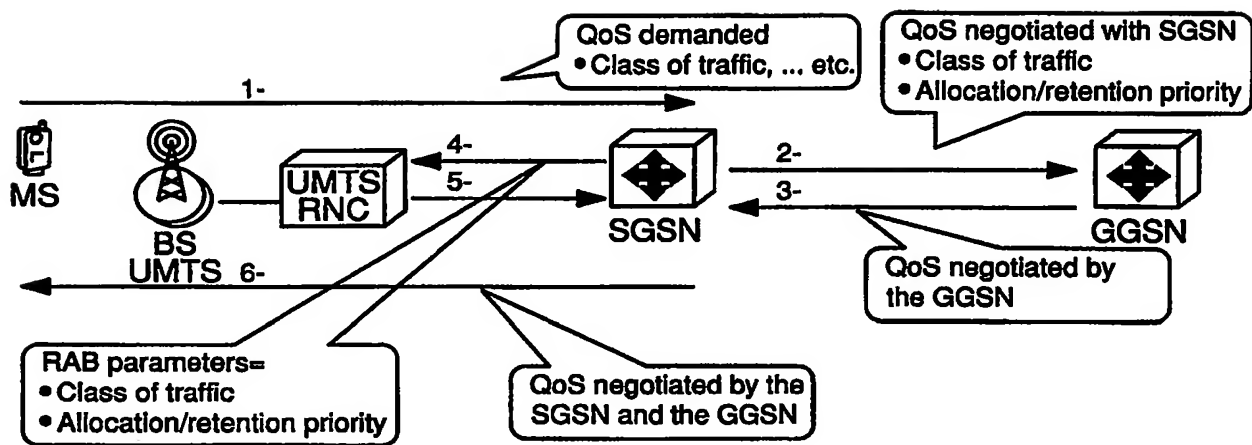 QoS demanded
• Class of traffic, ... etc.
QoS negotiated with SGSN
• Class of traffic
• Allocation/retention priority
1-
MS
BS
UMTS
UMTS
RNC
4-
5-
SGSN
2-
3-
GGSN
6-
QoS negotiated by
the GGSN
RAB parameters=
• Class of traffic
• Allocation/retention priority
QoS negotiated by the
SGSN and the GGSN